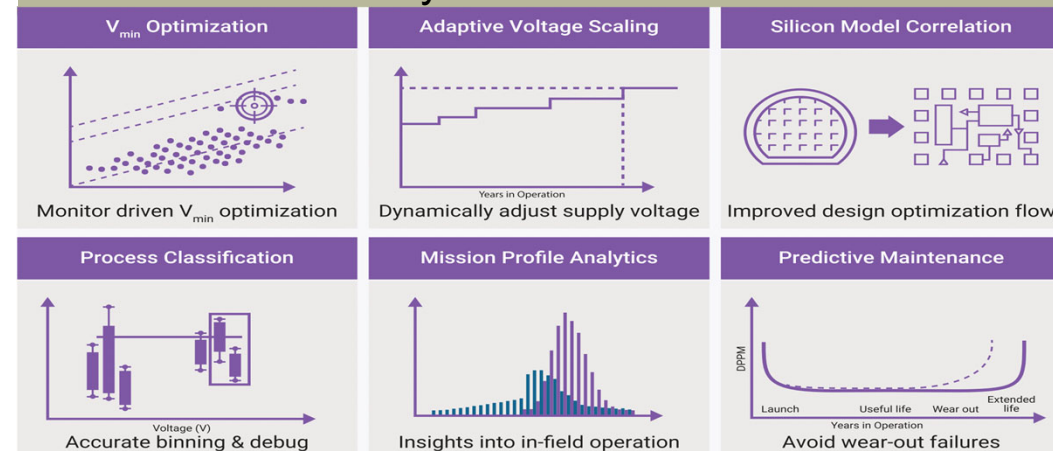 V min Optimization
Adaptive Voltage Scaling
Silicon Model Correlation
Years in Operation
Monitor driven V min optimization
Dynamically adjust supply voltage
Improved design optimization flow
Process Classification
Mission Profile Analytics
Predictive Maintenance
Voltage (V)
Accurate binning & debug
Insights into in-field operation
DPPM
Launch
Useful life
Wear out
Extended
life
Years in Operation
Avoid wear-out failures